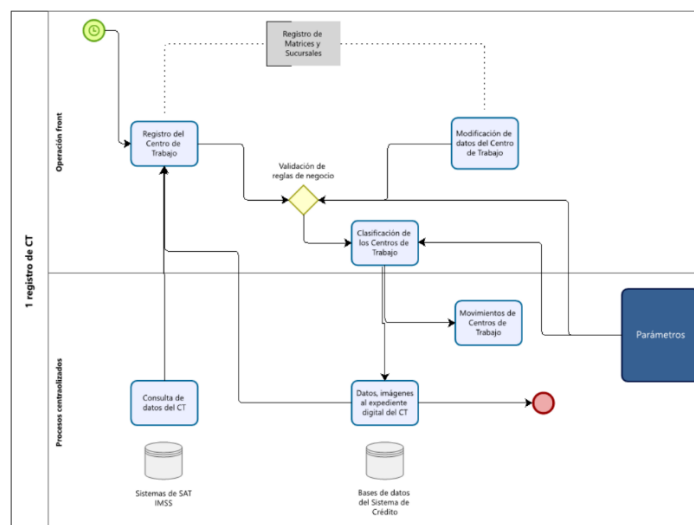 1 registro de CT
Operación front
Registro de
Matrices y
Sucursales
Registro del
Centro de
Trabajo
Modificación de
datos del Centro
de Trabajo
Validación de
reglas de negocio
Clasificación de
los Centros de
Trabajo
Procesos centraolizados
Movimientos de
Centros de
Trabajo
Parámetros
Consulta de
datos del CT
Datos, imágenes
al expediente
digital del CT
Sistemas de SAT
IMSS
Bases de datos
del Sistema de
Crédito